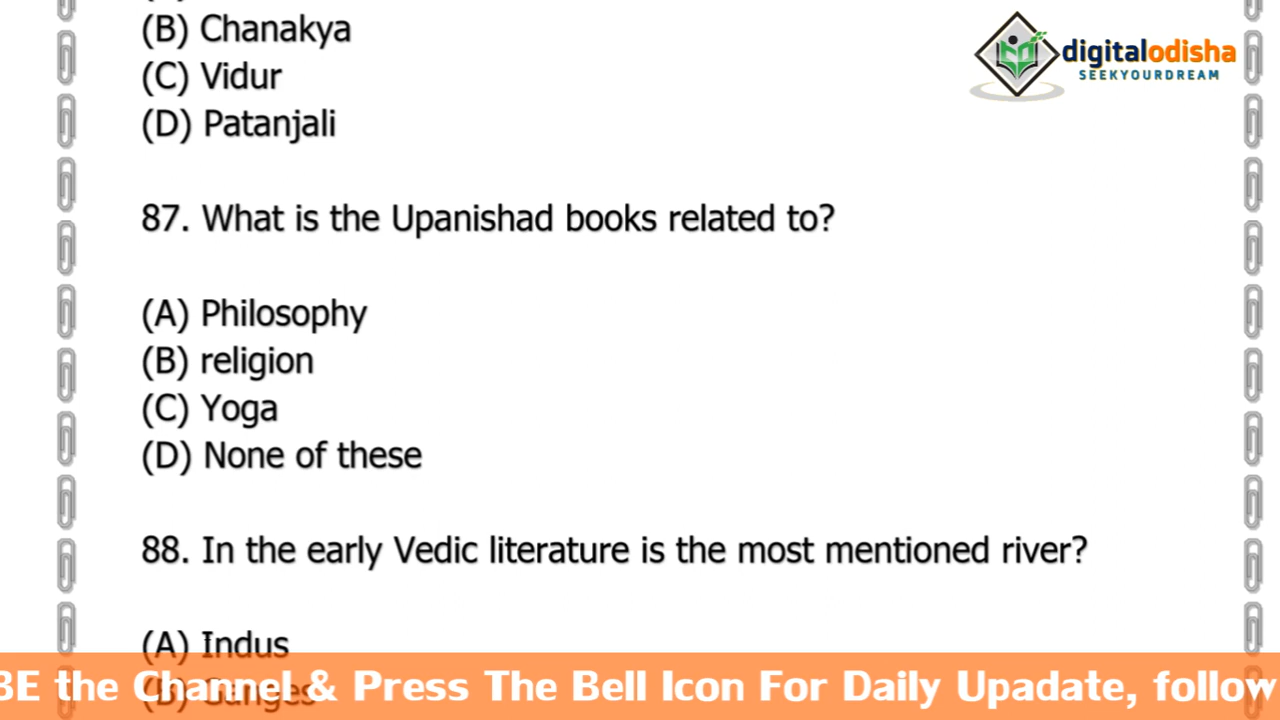 (B) Chanakya
(C) Vidur
(D) Patanjali
digitalodisha
SEEKYOURDREAM
87. What is the Upanishad books related to?
(A) Philosophy
(B) religion
(C) Yoga
(D) None of these
88. In the early Vedic literature is the most mentioned river?
(A) Indus
(B) Ganges
BE the Channel & Press The Bell Icon For Daily Upadate, follow